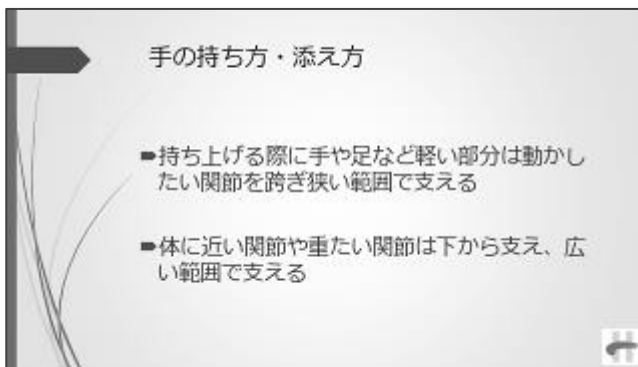 手の持ち方・添え方
持ち上げる際に手や足など軽い部分は動かし
たい関節を跨ぎ狭い範囲で支える
体に近い関節や重たい関節は下から支え、広
い範囲で支える